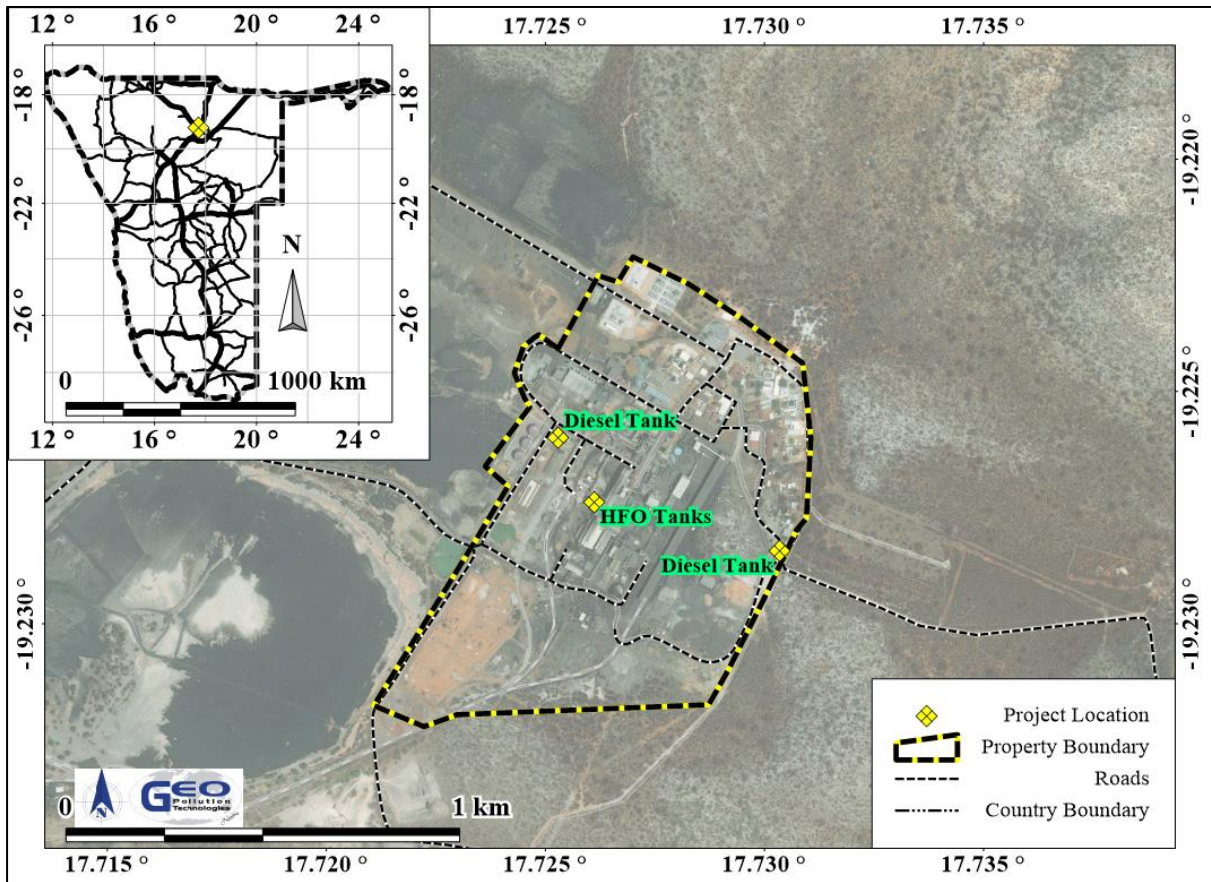 12 °
16 °
20 °
24 °
17.725 °
17.730 °
17.735 °
-18 °
-22 °
-26 °
N
0
1000 km
12 °
16 °
20 °
24 °
-19.220 °
-19.225 °
-19.230 °
-19.230 °
Diesel Tank
HFO Tanks
Diesel Tank
-18 °
-22 °
-26 °
Project Location
Property Boundary
Roads
Country Boundary
N
GEO
Pollution
Technologies
0
1 km
17.715 °
17.720 °
17.725 °
17.730 °
17.735 °